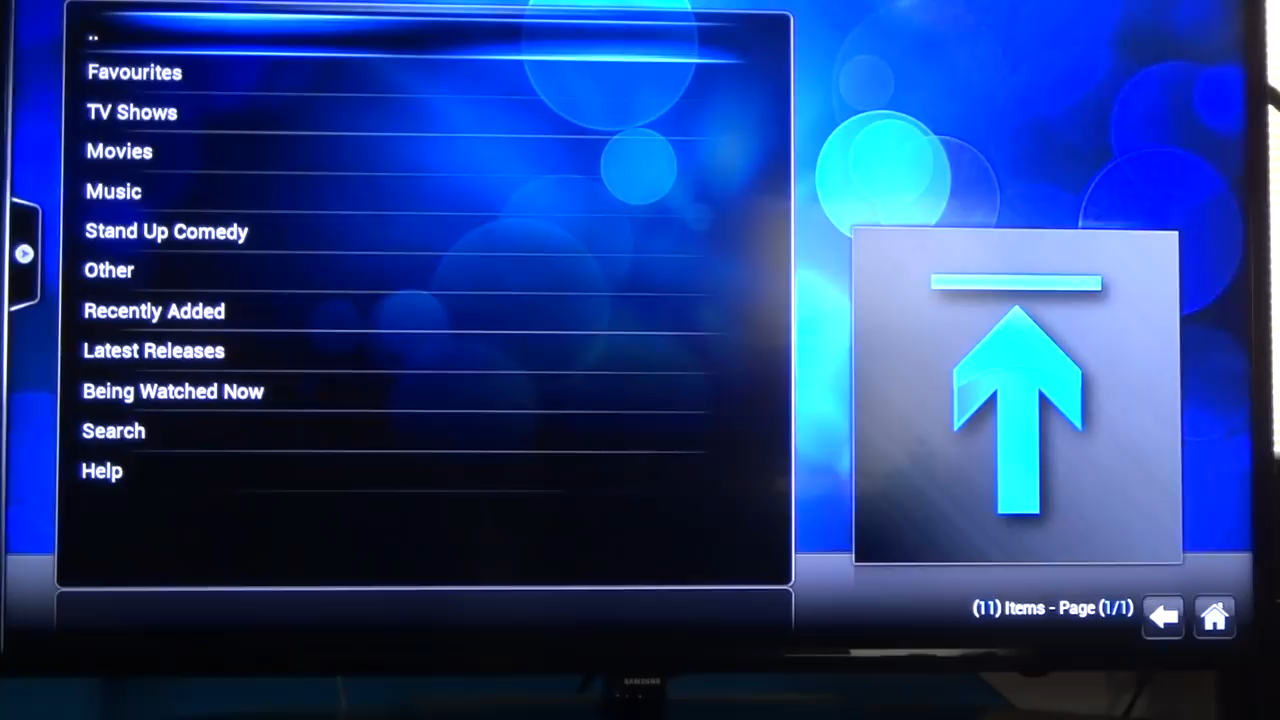 ..
Favourites
TV Shows
Movies
Music
Stand Up Comedy
Other
Recently Added
Latest Releases
Being Watched Now
Search
Help
(11) Items - Page (1/1)
SAMSUNG